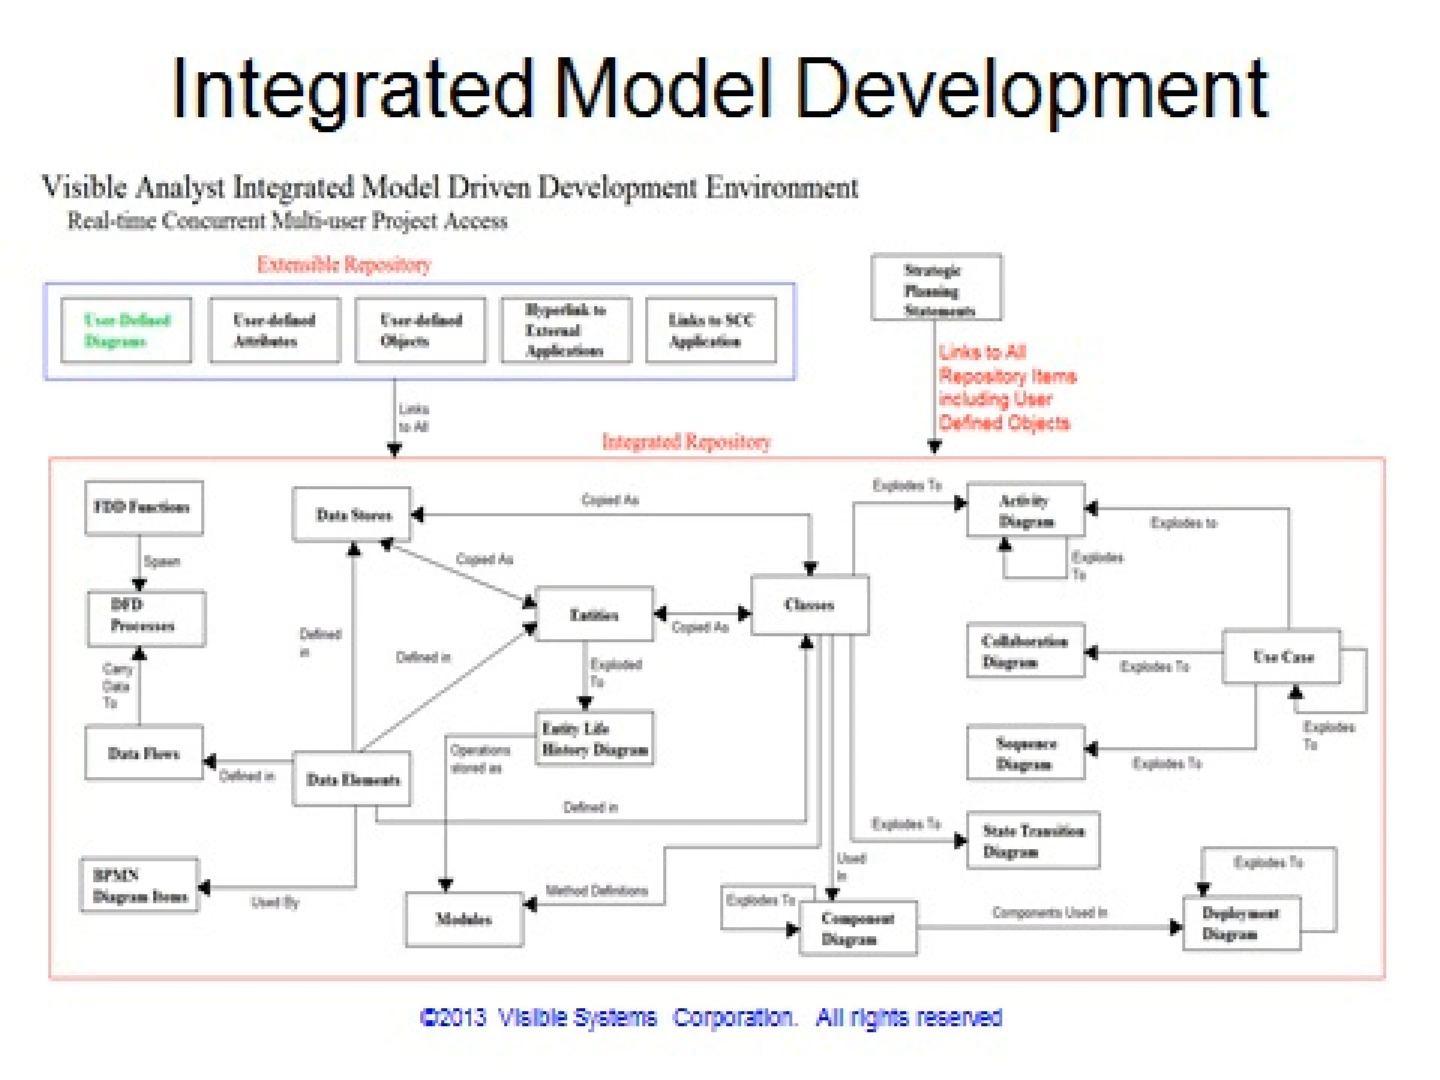 Integrated Model Development
Visible Analyst Integrated Model Driven Development Environment
Real-time Concurrent Multi-user Project Access
Extensible Repository
User-Defined
Diagrams
User-defined
Attributes
User-defined
Objects
Hyperlink to
External
Applications
Links to SCC
Application
Strategic
Planning
Statements
Links
to All
Links to All
Repository Items
including User
Defined Objects
Integrated Repository
FDD Functions
Spawn
DFD
Processes
Carry
Data
To
Data Flows
Defined in
Data Elements
Used By
BPMN
Diagram Items
Data Stores
Copied As
Copied As
Defined
in
Defined in
Entities
Copied As
Classes
Exploded
To
Entity Life
History Diagram
Operations
stored as
Defined in
Modules
Method Definitions
Explodes To
Activity
Diagram
Explodes
To
Explodes to
Collaboration
Diagram
Explodes To
Use Case
Explodes
To
Sequence
Diagram
Explodes To
Explodes To
State Transition
Diagram
Used
In
Explodes To
Component
Diagram
Components Used In
Explodes To
Deployment
Diagram
©2013 Visible Systems Corporation. All rights reserved